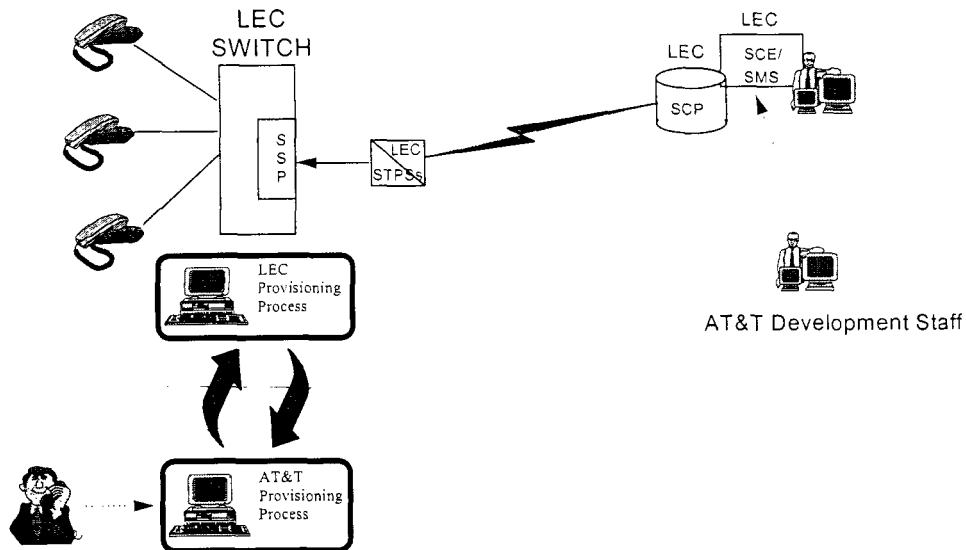 LEC
SWITCH
S
S
P
LEC
STPSs
LEC
SCP
LEC
SCE/
SMS
AT&T Development Staff
LEC
Provisioning
Process
AT&T
Provisioning
Process